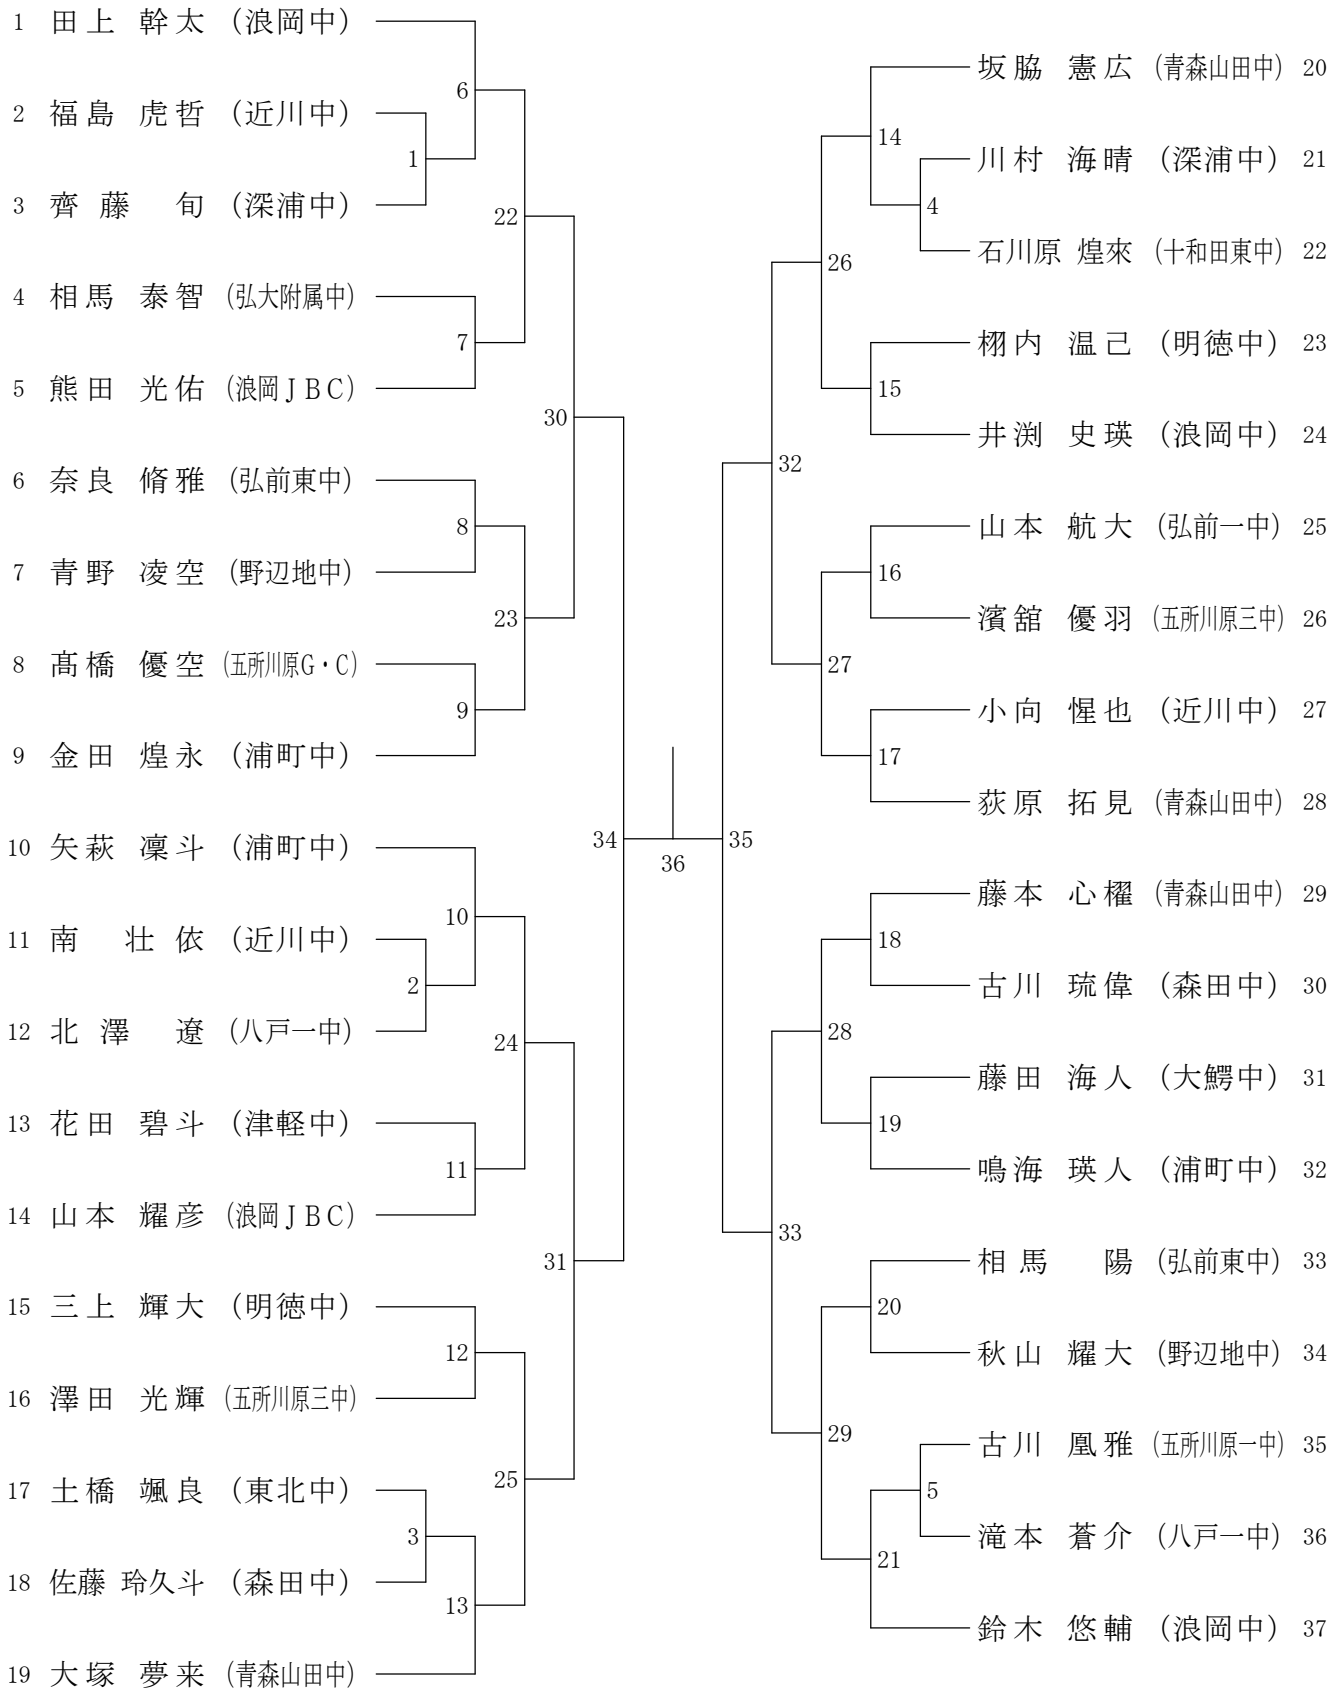 1 田上 幹太 (浪岡中)
2 福島 虎哲 (近川中)
3 齊藤 旬 (深浦中)
4 相馬 泰智 (弘大附属中)
5 熊田 光佑 (浪岡JBC)
6 奈良 脩雅 (弘前東中)
7 青野 凌空 (野辺地中)
8 髙橋 優空 (五所川原G・C)
9 金田 煌永 (浦町中)
10 矢萩 凜斗 (浦町中)
11 南 壮依 (近川中)
12 北澤 遼 (八戸一中)
13 花田 碧斗 (津軽中)
14 山本 耀彦 (浪岡JBC)
15 三上 輝大 (明徳中)
16 澤田 光輝 (五所川原三中)
17 土橋 颯良 (東北中)
18 佐藤 玲久斗 (森田中)
19 大塚 夢来 (青森山田中)
1
2
3
6
7
8
9
10
11
12
13
22
23
24
25
30
31
34
36
35
32
33
26
27
28
29
14
15
16
17
18
19
20
21
4
5
坂脇 憲広 (青森山田中) 20
川村 海晴 (深浦中) 21
石川原 煌來 (十和田東中) 22
栩内 温己 (明徳中) 23
井渕 史瑛 (浪岡中) 24
山本 航大 (弘前一中) 25
濱舘 優羽 (五所川原三中) 26
小向 惺也 (近川中) 27
荻原 拓見 (青森山田中) 28
藤本 心櫂 (青森山田中) 29
古川 琉偉 (森田中) 30
藤田 海人 (大鰐中) 31
鳴海 瑛人 (浦町中) 32
相馬 陽 (弘前東中) 33
秋山 耀大 (野辺地中) 34
古川 凰雅 (五所川原一中) 35
滝本 蒼介 (八戸一中) 36
鈴木 悠輔 (浪岡中) 37